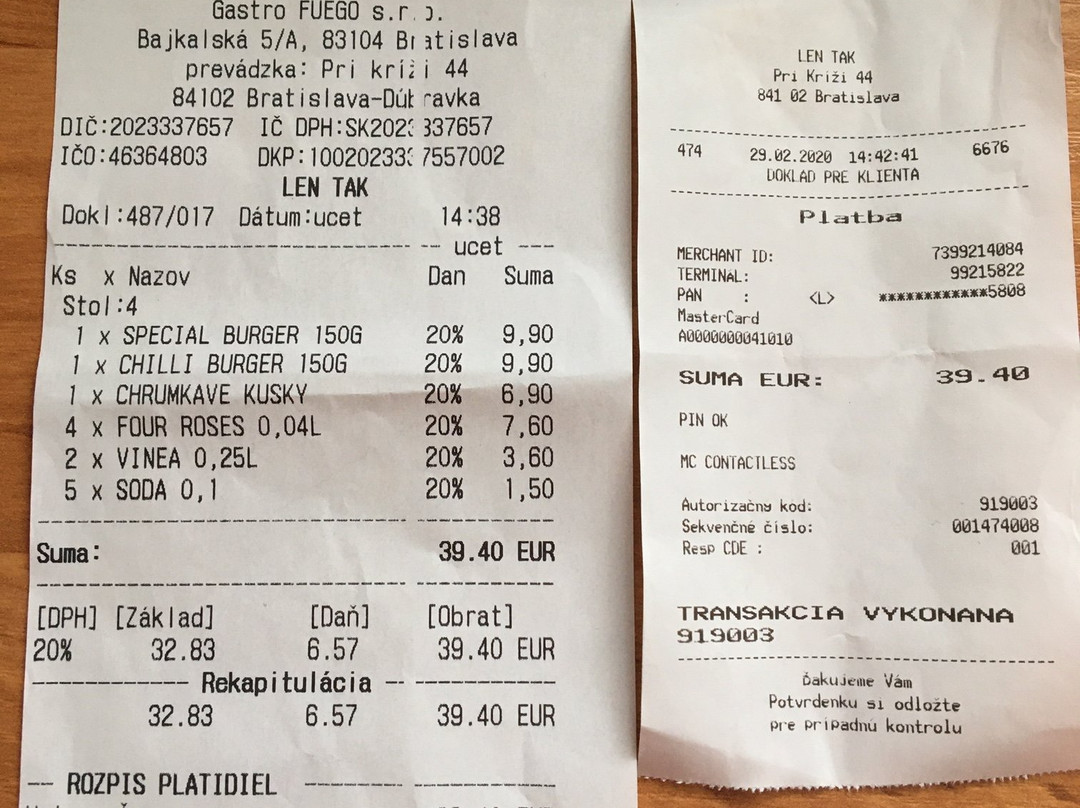 Gastro FUEGO s.r.o.
Bajkalská 5/A, 83104 Bratislava
prevádzka: Pri kríži 44
84102 Bratislava-Dúbravka
DIČ:2023337657 IČ DPH:SK2023337657
IČO:46364803 DKP:10020233337557002
LEN TAK
Dokl:487/017 Dátum:ucet 14:38
ucet
Ks x Nazov Dan Suma
Stol:4
1 x SPECIAL BURGER 150G 20% 9,90
1 x CHILLI BURGER 150G 20% 9,90
1 x CHRUMKAVE KUSKY 20% 6,90
4 x FOUR ROSES 0,04L 20% 7,60
2 x VINEA 0,25L 20% 3,60
5 x SODA 0,1 20% 1,50
Suma: 39.40 EUR
[DPH] [Základ] [Daň] [Obrat]
20% 32.83 6.57 39.40 EUR
Rekapitulácia
32.83 6.57 39.40 EUR
ROZPIS PLATIDIEL
LEN TAK
Pri Kríži 44
841 02 Bratislava
474 29.02.2020 14:42:41 6676
DOKLAD PRE KLIENTA
Platba
MERCHANT ID: 7399214084
TERMINAL: 99215822
PAN : <L> ************5808
MasterCard
A0000000041010
SUMA EUR: 39.40
PIN OK
MC CONTACTLESS
Autorizačný kód: 919003
Sekvenčné číslo: 001474008
Resp CDE : 001
TRANSAKCIA VYKONANA
919003
Ďakujeme Vám
Potvrdenku si odložte
pre prípadnú kontrolu